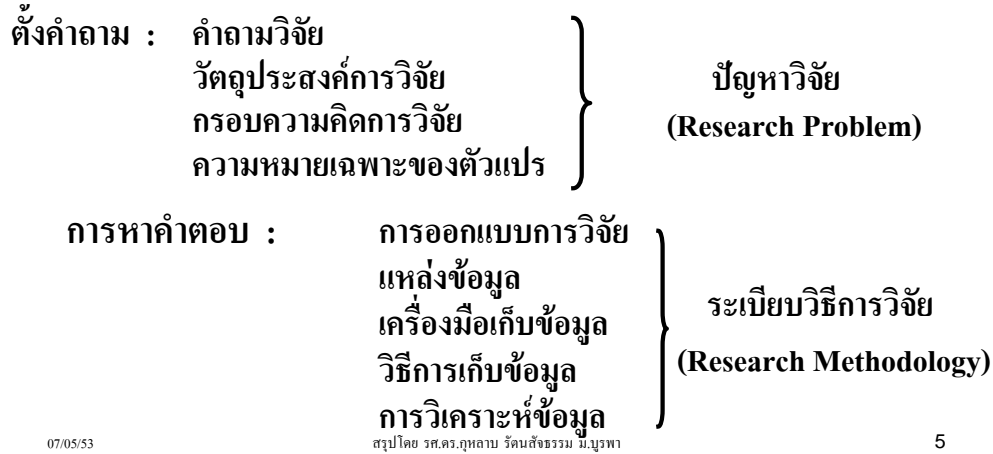 ตั้งคำถาม : คำถามวิจัย
วัตถุประสงค์การวิจัย
กรอบความคิดการวิจัย
ความหมายเฉพาะของตัวแปร
ปัญหาวิจัย
(Research Problem)
การหาคำตอบ : การออกแบบการวิจัย
แหล่งข้อมูล
เครื่องมือเก็บข้อมูล
วิธีการเก็บข้อมูล
การวิเคราะห์ข้อมูล
ระเบียบวิธีการวิจัย
(Research Methodology)
07/05/53 สรุปโดย รศ.ดร.กุหลาบ รัตนสัจธรรม ม.บูรพา 5